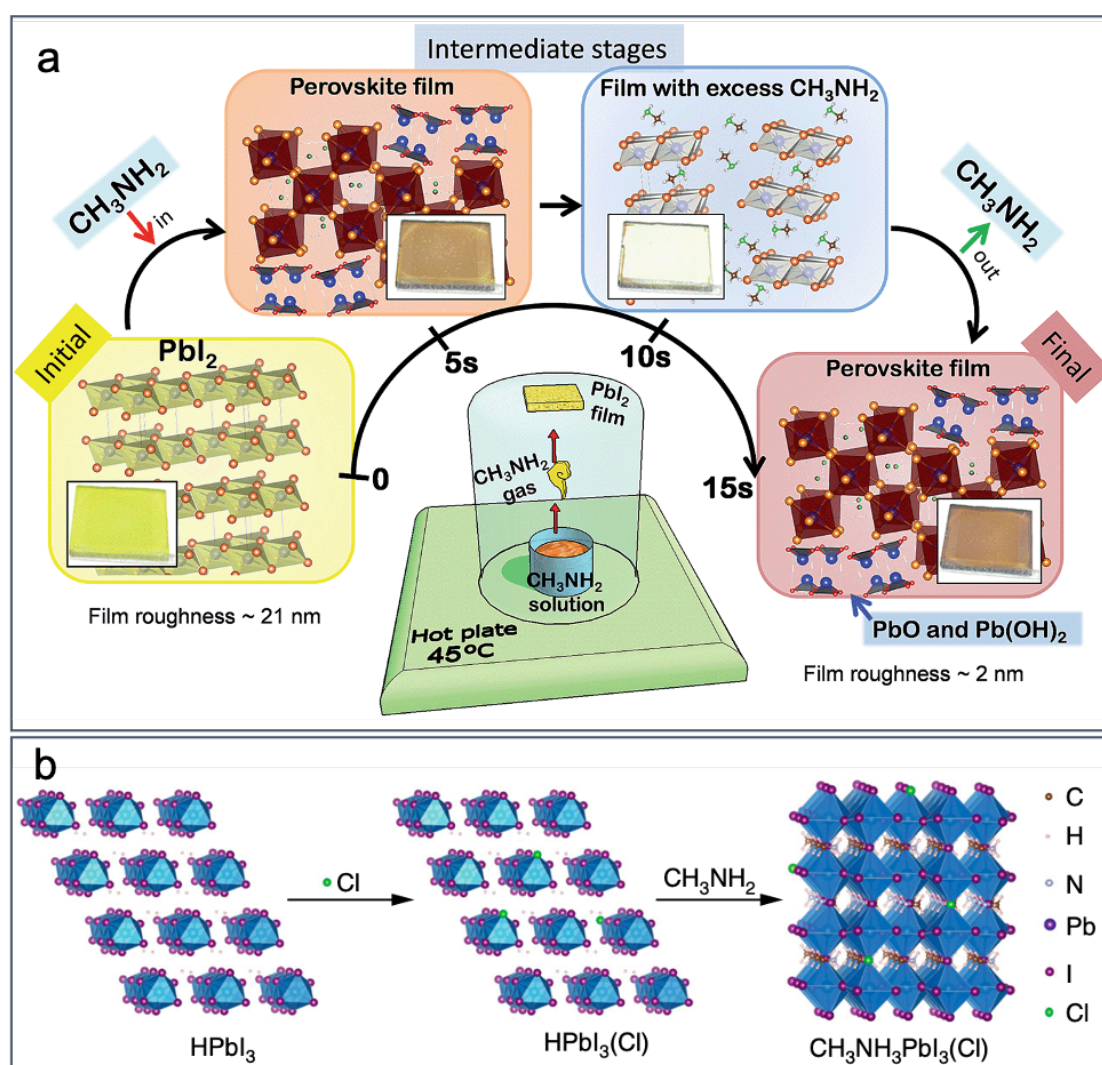 a
Intermediate stages
Perovskite film
Film with excess CH₃NH₂
CH₃NH₂
in
CH₃NH₂
out
Initial
PbI₂
5s
10s
Final
Perovskite film
PbI₂
film
0
CH₃NH₂
gas
15s
CH₃NH₂
solution
Hot plate
45°C
Film roughness ~ 21 nm
PbO and Pb(OH)₂
Film roughness ~ 2 nm
b
C
H
Cl
CH₃NH₂
N
Pb
I
Cl
HPbI₃
HPbI₃(Cl)
CH₃NH₃PbI₃(Cl)